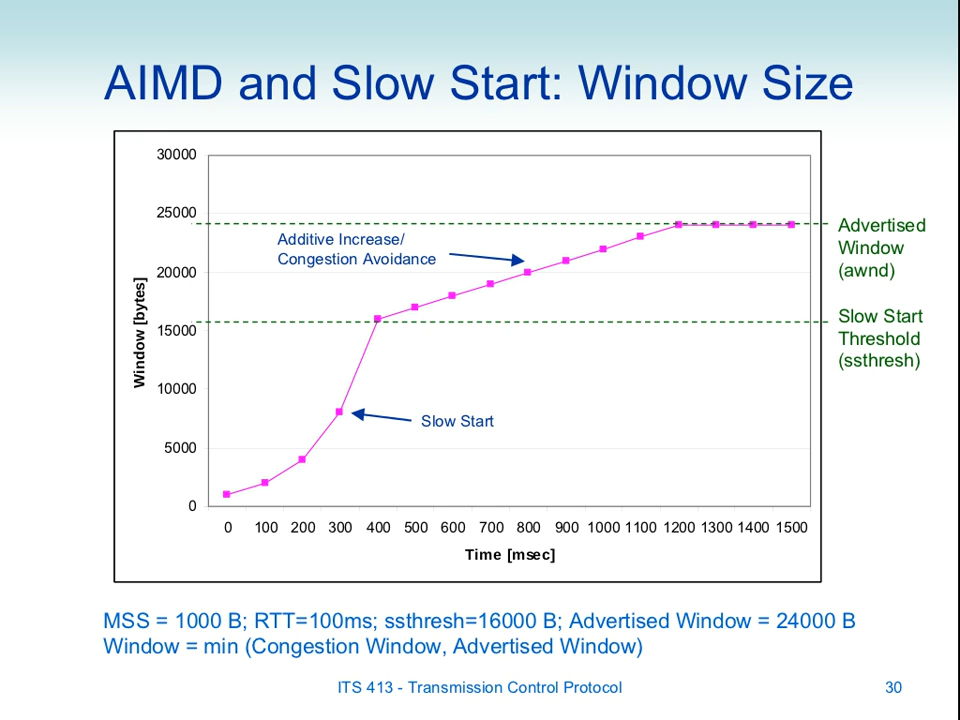 AIMD and Slow Start: Window Size
30000
25000
20000
15000
10000
5000
0
Window [bytes]
Additive Increase/
Congestion Avoidance
Slow Start
Advertised
Window
(awnd)
Slow Start
Threshold
(ssthresh)
0 100 200 300 400 500 600 700 800 900 1000 1100 1200 1300 1400 1500
Time [msec]
MSS = 1000 B; RTT=100ms; ssthresh=16000 B; Advertised Window = 24000 B
Window = min (Congestion Window, Advertised Window)
ITS 413 - Transmission Control Protocol
30